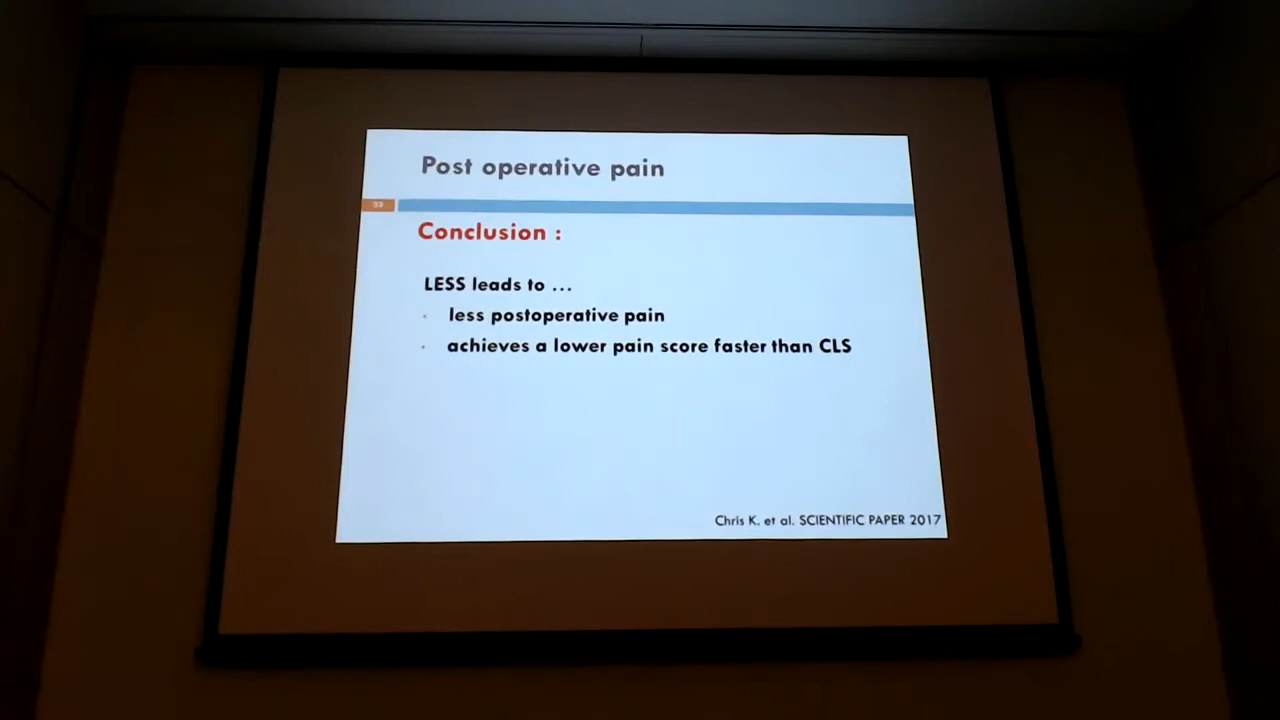 Post operative pain
53
Conclusion :
LESS leads to ...
· less postoperative pain
· achieves a lower pain score faster than CLS
Chris K. et al. SCIENTIFIC PAPER 2017